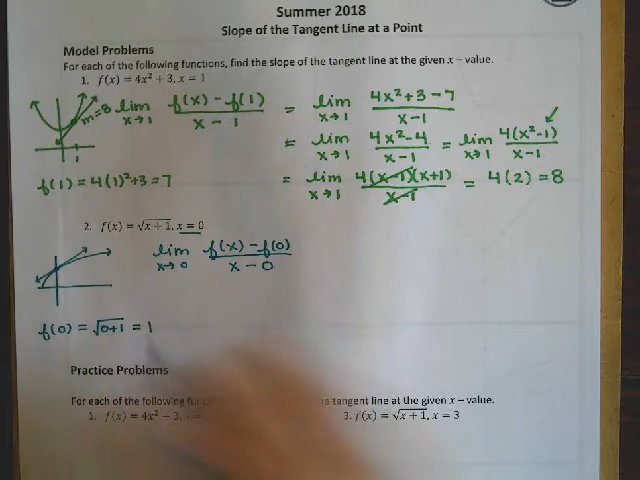 Summer 2018
Slope of the Tangent Line at a Point
Model Problems
For each of the following functions, find the slope of the tangent line at the given x – value.
1. f(x) = 4x² + 3, x = 1
m=8 lim x→1 f(x) - f(1) / x - 1 = lim x→1 4x²+3-7 / x-1
= lim x→1 4x²-4 / x-1 = lim x→1 4(x²-1) / x-1
f(1) = 4(1)²+3 = 7 = lim x→1 4(x-1)(x+1) / x-1 = 4(2) = 8
2. f(x) = √(x + 1), x = 0
lim x→0 f(x) - f(0) / x - 0
f(0) = √(0+1) = 1
Practice Problems
For each of the following tangent line at the given x – value.
1. f(x) = 4x² + 3, 3. f(x) = √(x + 1), x = 3